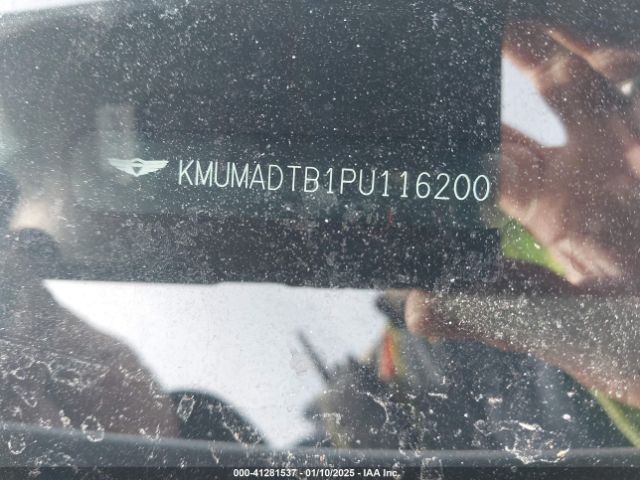 KMUMADTB1PU116200
000-41281537 - 01/10/2025 - IAA Inc.